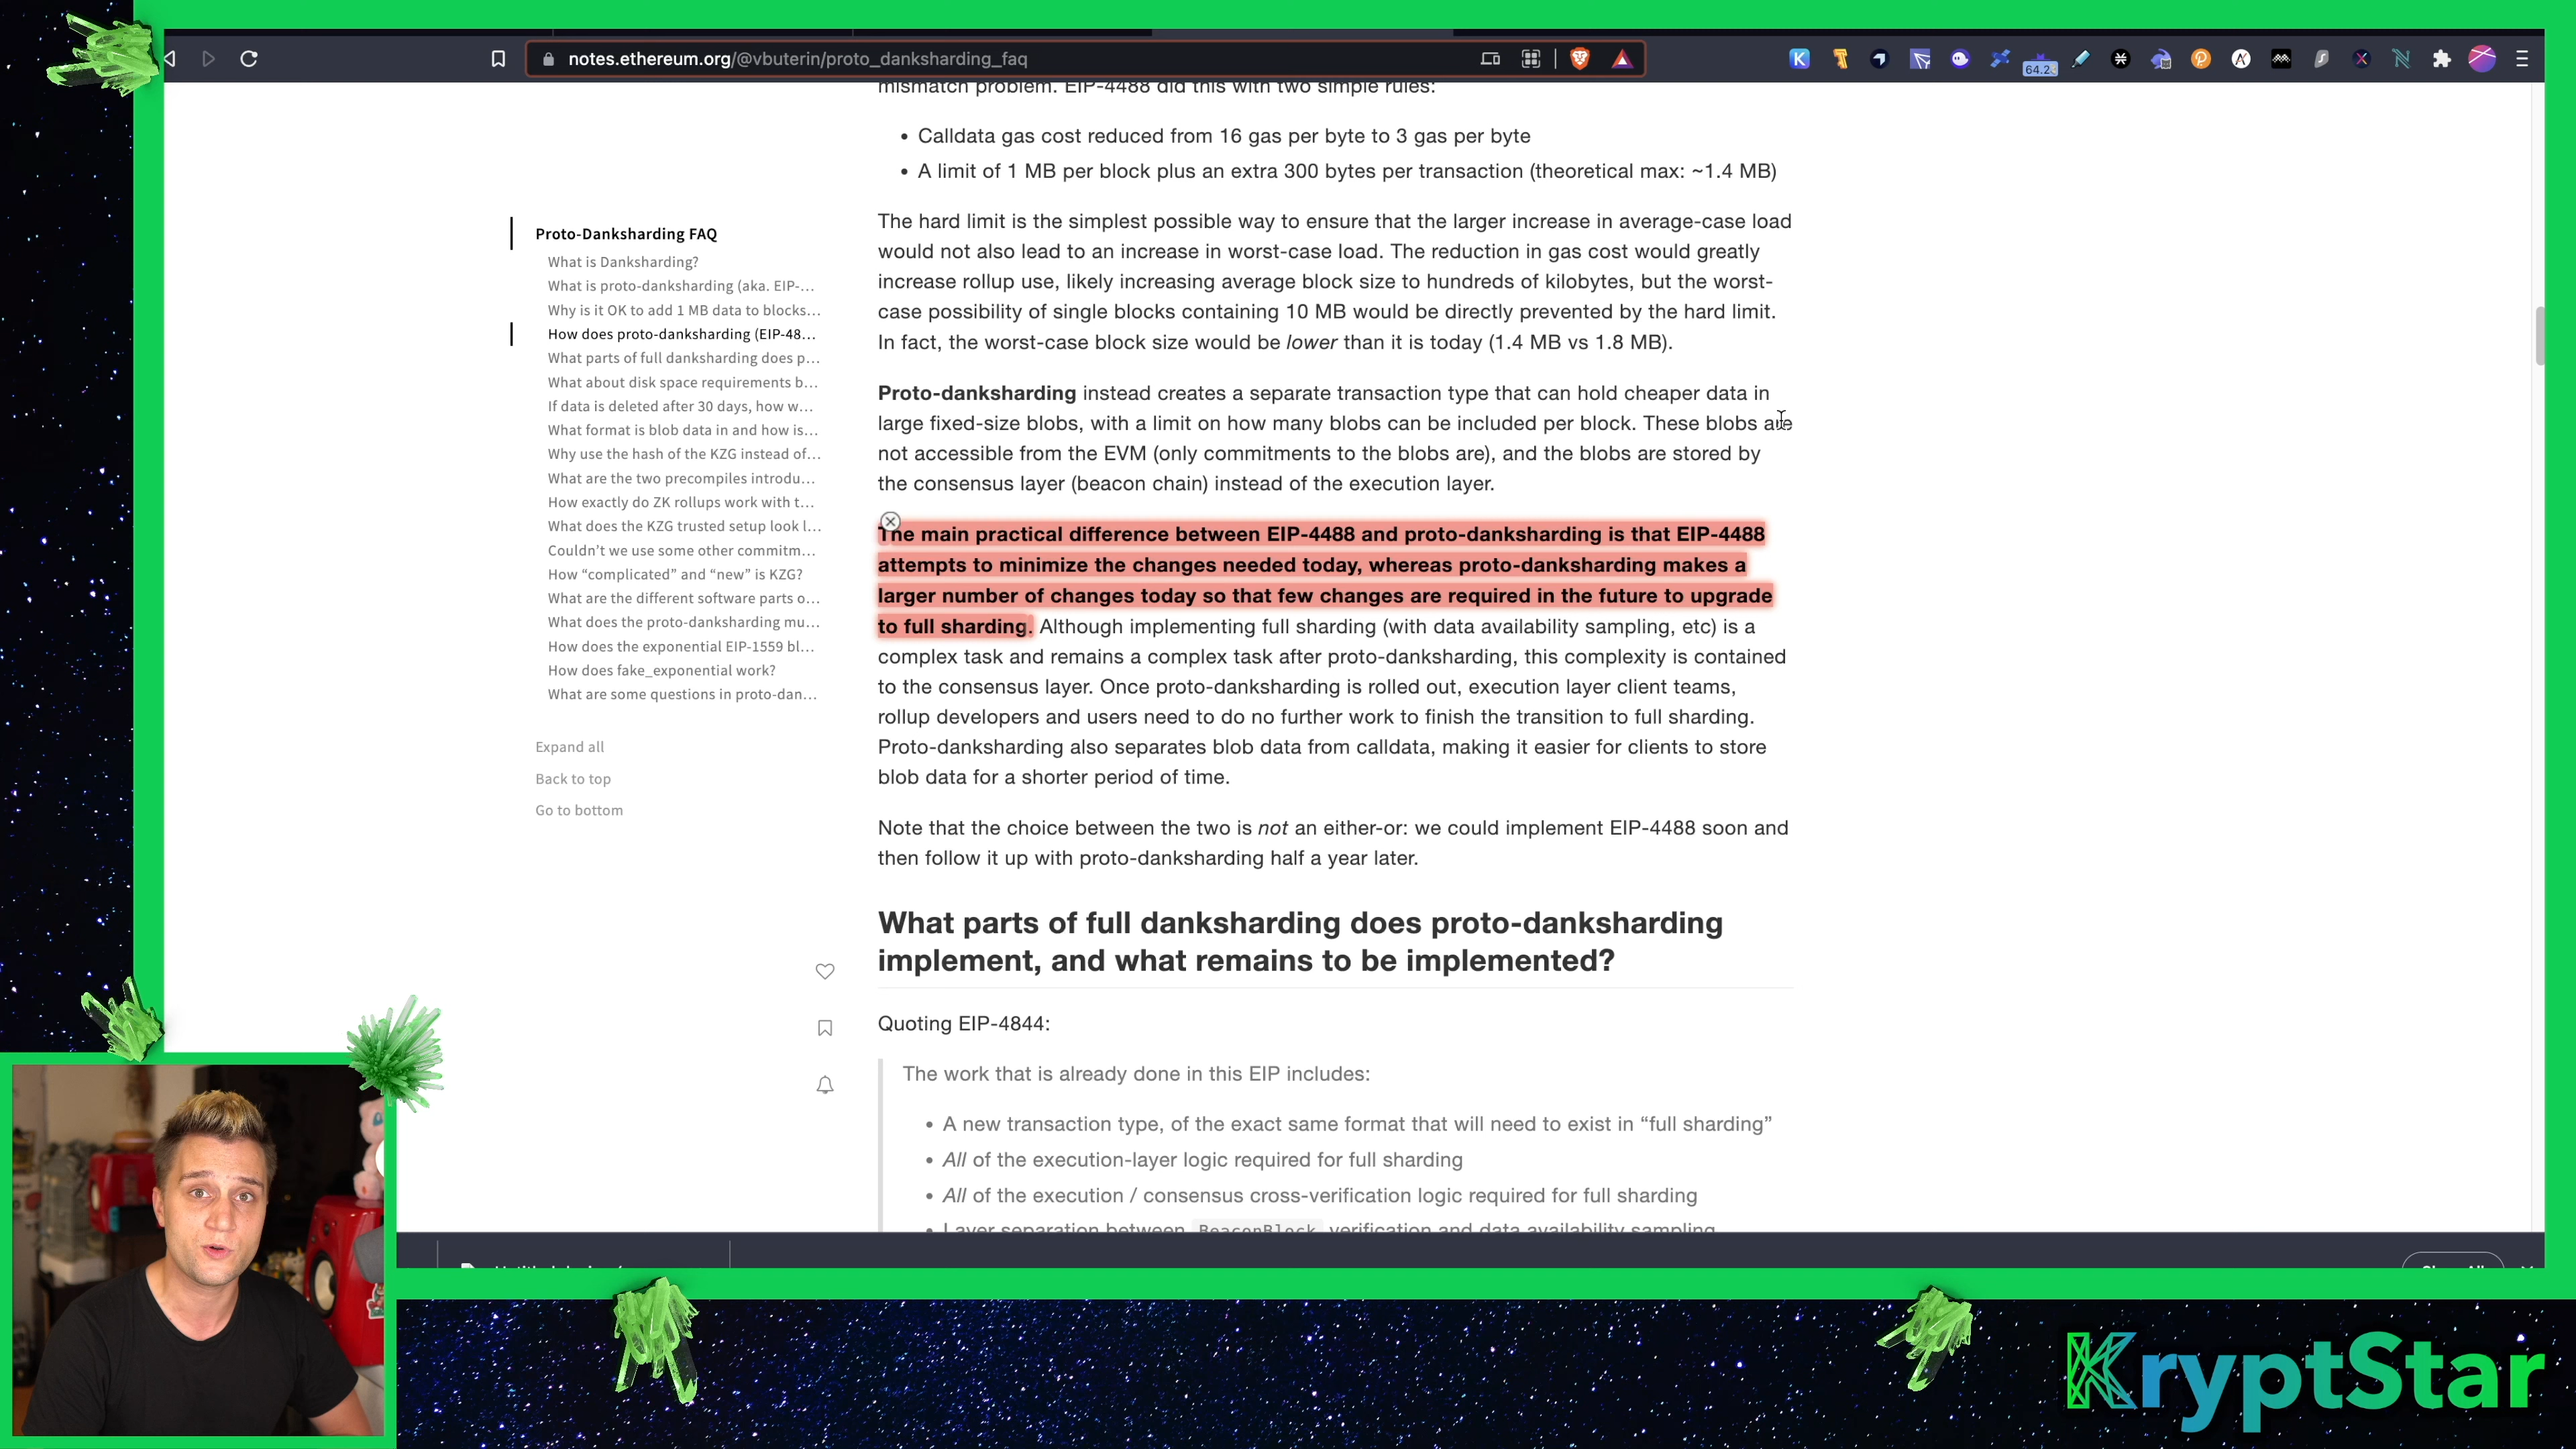 notes.ethereum.org/@vbuterin/proto_danksharding_faq
64.2
mismatch problem. EIP-4488 did this with two simple rules:
• Calldata gas cost reduced from 16 gas per byte to 3 gas per byte
• A limit of 1 MB per block plus an extra 300 bytes per transaction (theoretical max: ~1.4 MB)
The hard limit is the simplest possible way to ensure that the larger increase in average-case load
would not also lead to an increase in worst-case load. The reduction in gas cost would greatly
increase rollup use, likely increasing average block size to hundreds of kilobytes, but the worst-
case possibility of single blocks containing 10 MB would be directly prevented by the hard limit.
In fact, the worst-case block size would be lower than it is today (1.4 MB vs 1.8 MB).
Proto-danksharding instead creates a separate transaction type that can hold cheaper data in
large fixed-size blobs, with a limit on how many blobs can be included per block. These blobs are
not accessible from the EVM (only commitments to the blobs are), and the blobs are stored by
the consensus layer (beacon chain) instead of the execution layer.
The main practical difference between EIP-4488 and proto-danksharding is that EIP-4488
attempts to minimize the changes needed today, whereas proto-danksharding makes a
larger number of changes today so that few changes are required in the future to upgrade
to full sharding. Although implementing full sharding (with data availability sampling, etc) is a
complex task and remains a complex task after proto-danksharding, this complexity is contained
to the consensus layer. Once proto-danksharding is rolled out, execution layer client teams,
rollup developers and users need to do no further work to finish the transition to full sharding.
Proto-danksharding also separates blob data from calldata, making it easier for clients to store
blob data for a shorter period of time.
Note that the choice between the two is not an either-or: we could implement EIP-4488 soon and
then follow it up with proto-danksharding half a year later.
What parts of full danksharding does proto-danksharding
implement, and what remains to be implemented?
Quoting EIP-4844:
The work that is already done in this EIP includes:
• A new transaction type, of the exact same format that will need to exist in “full sharding”
• All of the execution-layer logic required for full sharding
• All of the execution / consensus cross-verification logic required for full sharding
• Layer separation between BeaconBlock verification and data availability sampling
Proto-Danksharding FAQ
What is Danksharding?
What is proto-danksharding (aka. EIP-...
Why is it OK to add 1 MB data to blocks...
How does proto-danksharding (EIP-48...
What parts of full danksharding does p...
What about disk space requirements b...
If data is deleted after 30 days, how w...
What format is blob data in and how is...
Why use the hash of the KZG instead of...
What are the two precompiles introdu...
How exactly do ZK rollups work with t...
What does the KZG trusted setup look l...
Couldn’t we use some other commitm...
How “complicated” and “new” is KZG?
What are the different software parts o...
What does the proto-danksharding mu...
How does the exponential EIP-1559 bl...
How does fake_exponential work?
What are some questions in proto-dan...
Expand all
Back to top
Go to bottom
KryptStar